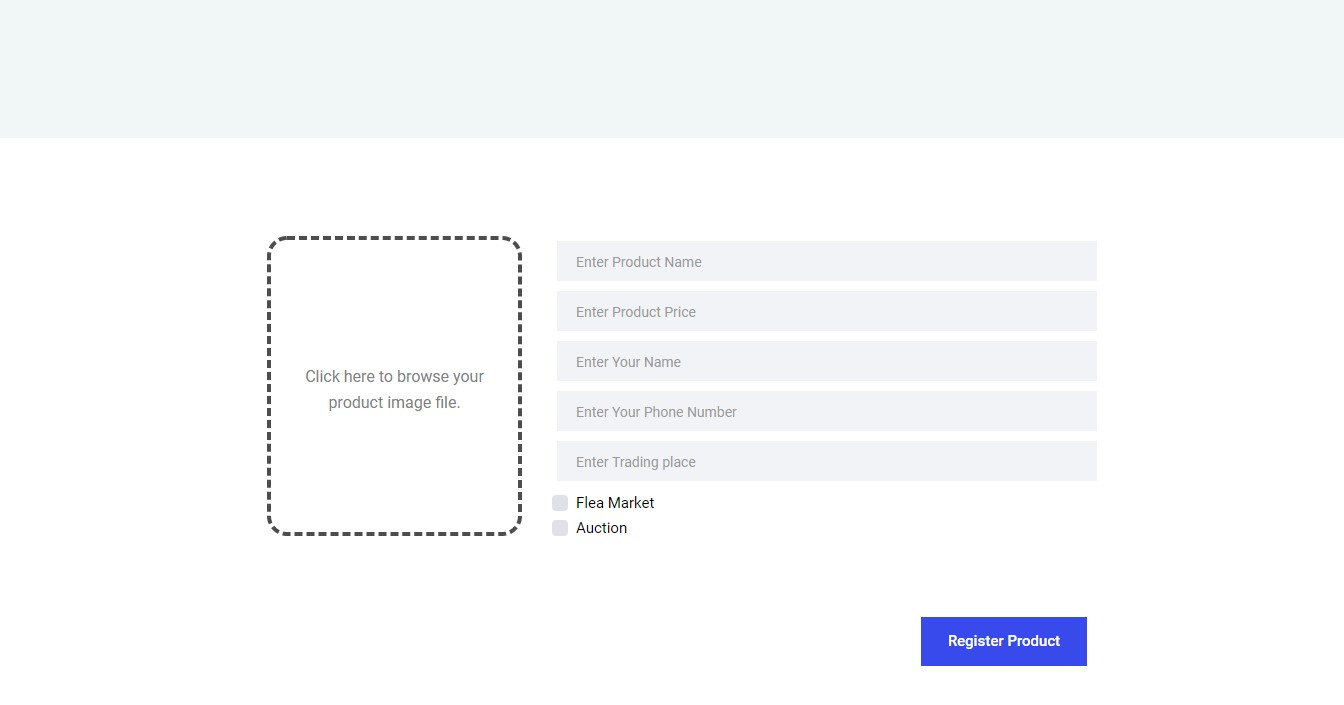 Click here to browse your
product image file.
Enter Product Name
Enter Product Price
Enter Your Name
Enter Your Phone Number
Enter Trading place
Flea Market
Auction
Register Product